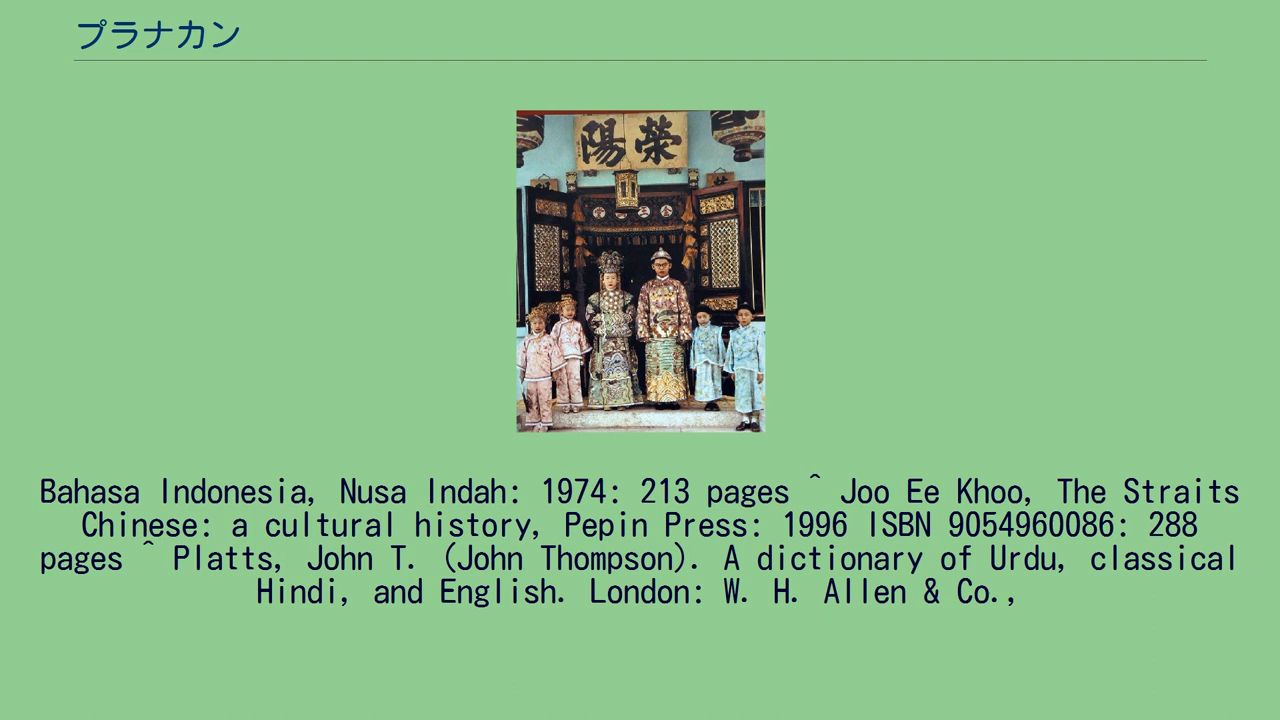 プラナカン
陽榮
Bahasa Indonesia, Nusa Indah: 1974: 213 pages ^ Joo Ee Khoo, The Straits
Chinese: a cultural history, Pepin Press: 1996 ISBN 9054960086: 288
pages ^ Platts, John T. (John Thompson). A dictionary of Urdu, classical
Hindi, and English. London: W. H. Allen & Co.,